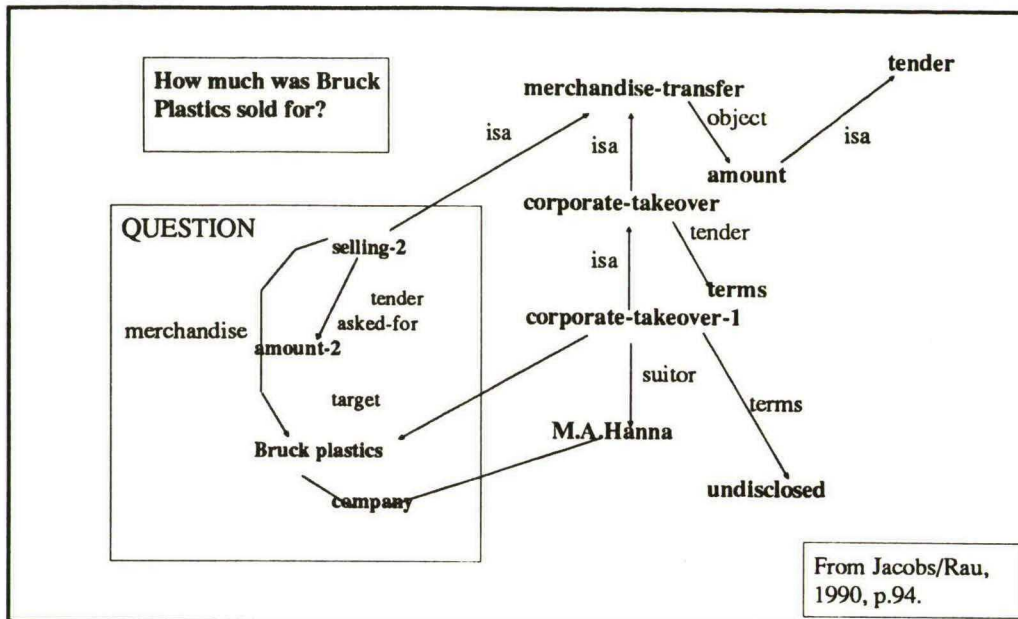 How much was Bruck
Plastics sold for?
tender
merchandise-transfer
isa
object
isa
isa
amount
corporate-takeover
QUESTION
tender
selling-2
isa
tender
terms
merchandise
asked-for
corporate-takeover-1
amount-2
suitor
target
terms
M.A.Hanna
Bruck plastics
company
undisclosed
From Jacobs/Rau,
1990, p.94.